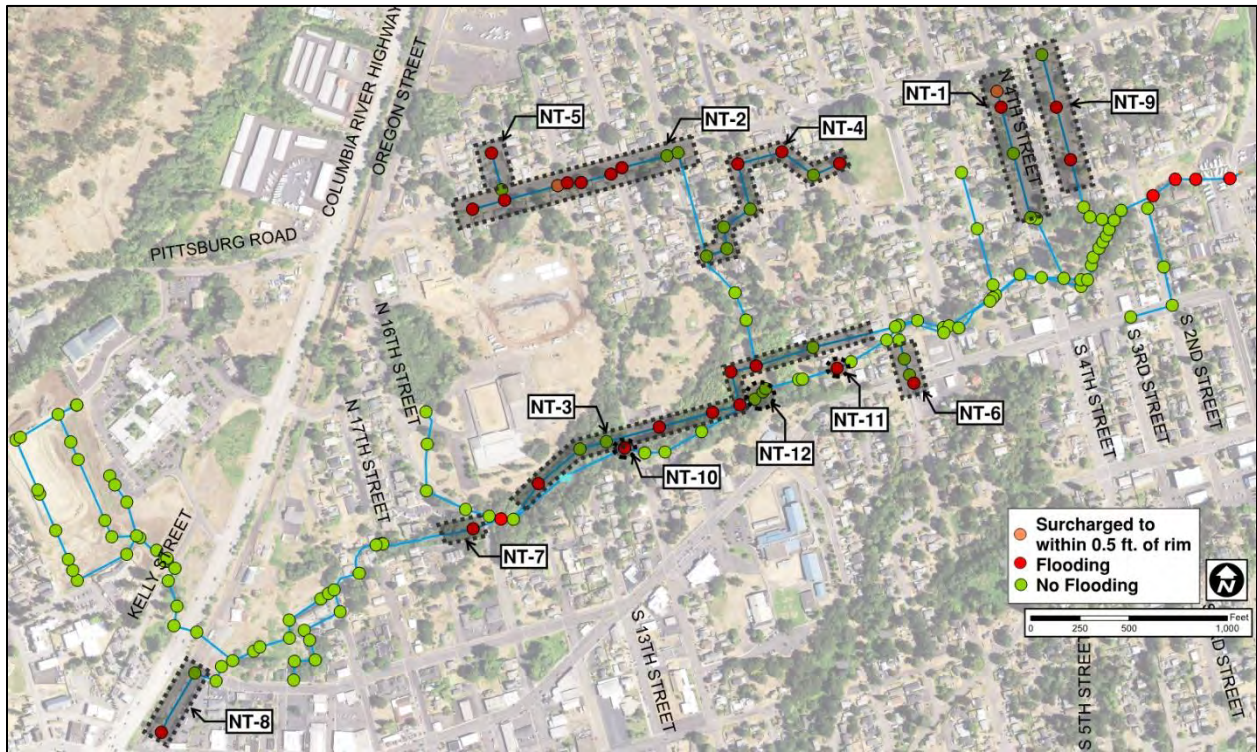 COLUMBIA RIVER HIGHWAY
OREGON STREET
PITTSBURG ROAD
NT-5
NT-2
NT-4
NT-1
N 4TH STREET
NT-9
N 16TH STREET
N 17TH STREET
NT-3
NT-10
NT-12
NT-11
NT-6
NT-7
KELLY STREET
NT-8
S 13TH STREET
S 4TH STREET
S 3RD STREET
S 2ND STREET
S 5TH STREET
Surcharged to
within 0.5 ft. of rim
Flooding
No Flooding
N
Feet
0 250 500 1,000